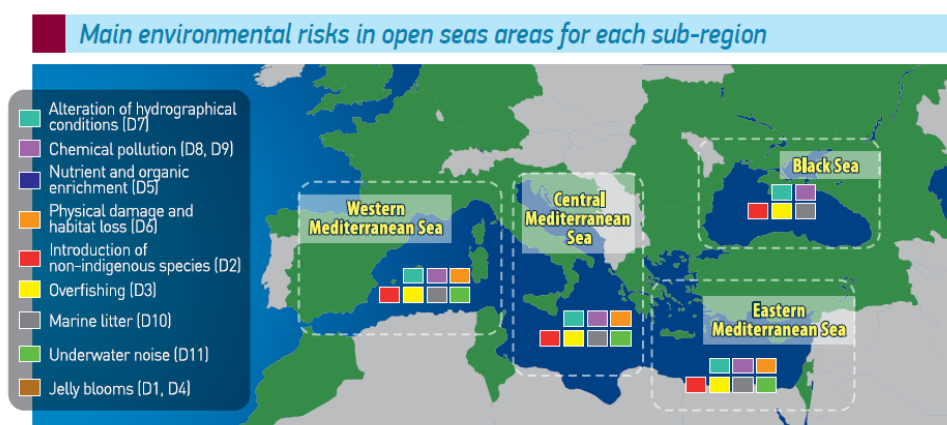 Main environmental risks in open seas areas for each sub-region
Alteration of hydrographical
conditions (D7)
Chemical pollution (D8, D9)
Nutrient and organic
enrichment (D5)
Physical damage and
habitat loss (D6)
Introduction of
non-indigenous species (D2)
Overfishing (D3)
Marine litter (D10)
Underwater noise (D11)
Jelly blooms (D1, D4)
Western
Mediterranean Sea
Central
Mediterranean
Sea
Black Sea
Eastern
Mediterranean Sea